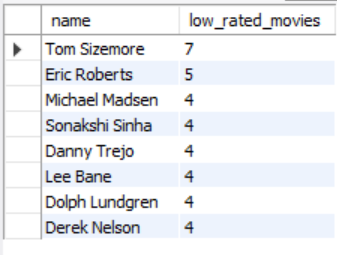 name low_rated_movies
Tom Sizemore 7
Eric Roberts 5
Michael Madsen 4
Sonakshi Sinha 4
Danny Trejo 4
Lee Bane 4
Dolph Lundgren 4
Derek Nelson 4